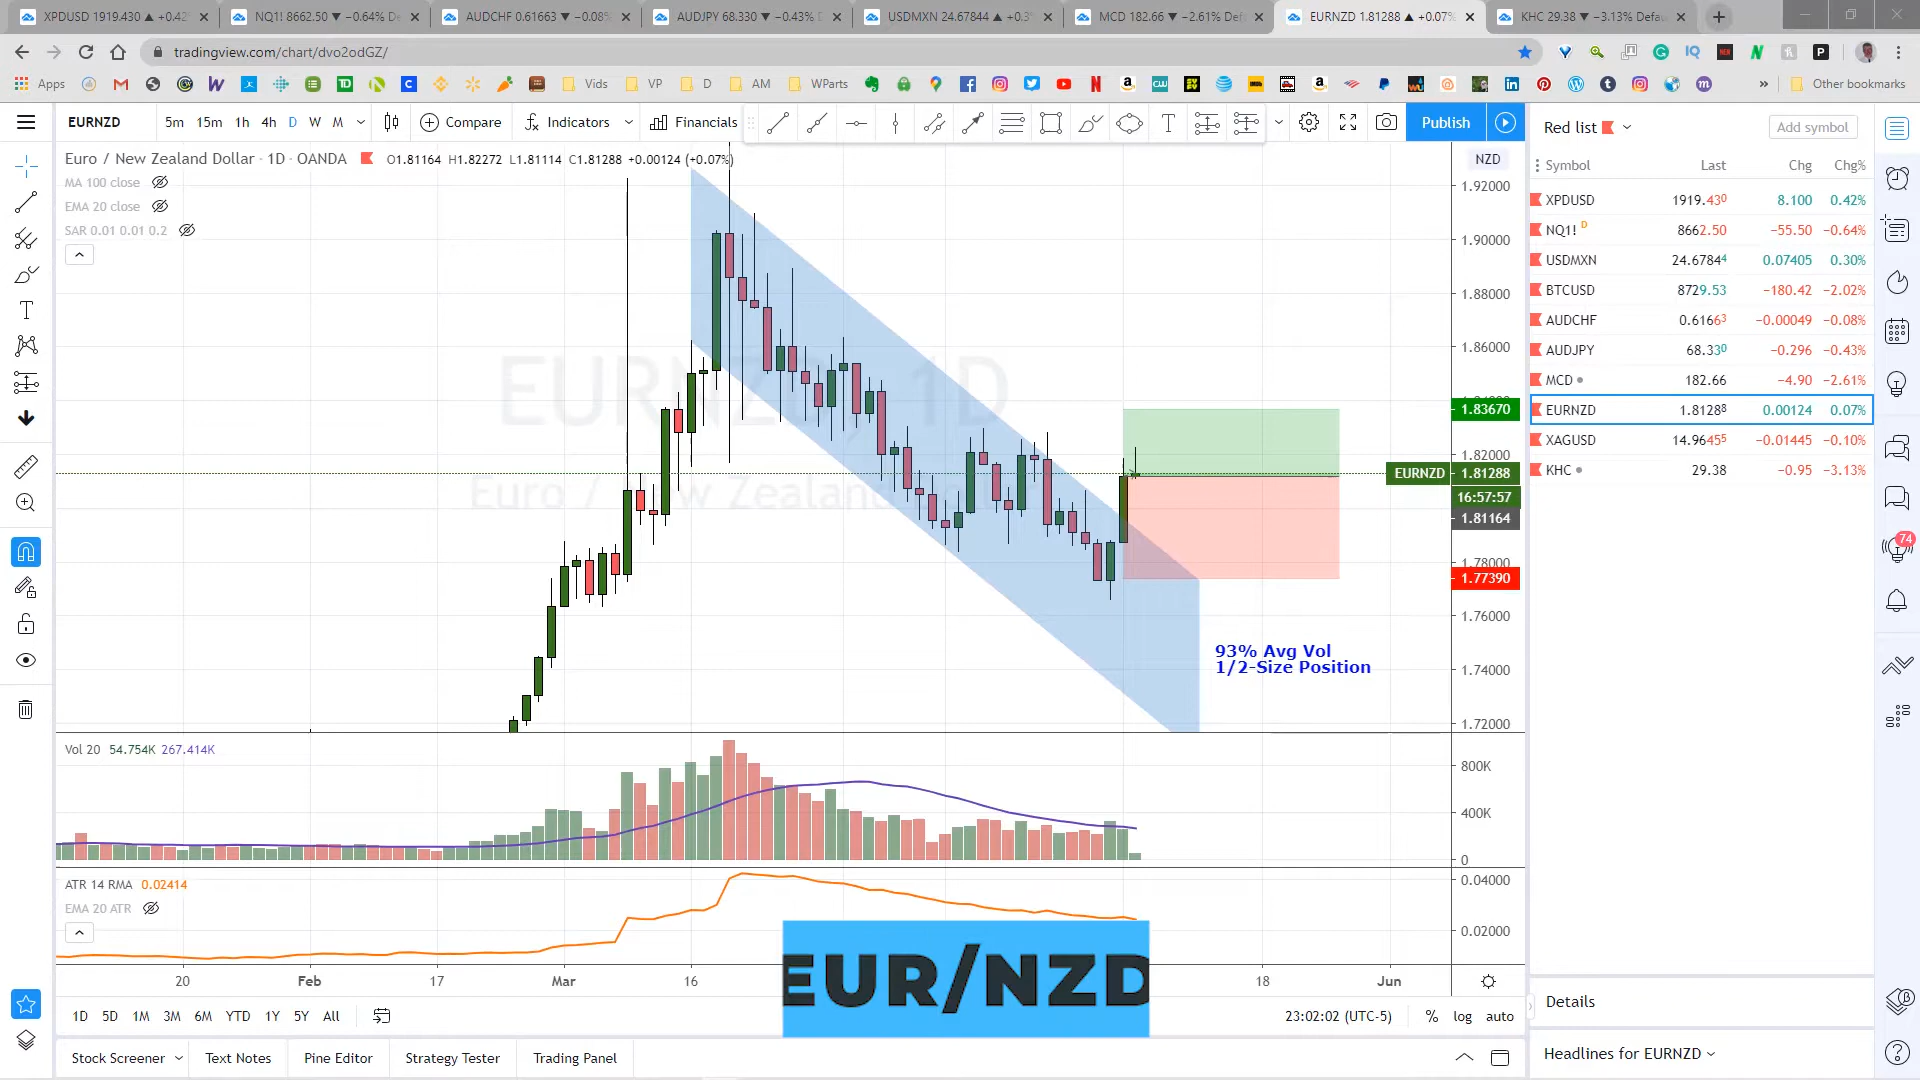 XPDUSD 1919.430 ▲ +0.42
NQ1! 8662.50 ▼ −0.64% De
AUDCHF 0.61663 ▼ −0.08%
AUDJPY 68.330 ▼ −0.43% D
USDMXN 24.67844 ▲ +0.3
MCD 182.66 ▼ −2.61% Def
EURNZD 1.81288 ▲ +0.07%
KHC 29.38 ▼ −3.13% Defau
tradingview.com/chart/dvo2odGZ/
Apps
Vids
VP
D
AM
WParts
Other bookmarks
EURNZD
5m 15m 1h 4h D W M
Compare
Indicators
Financials
Publish
Euro / New Zealand Dollar · 1D · OANDA
O1.81164 H1.82272 L1.81114 C1.81288 +0.00124 (+0.07%)
MA 100 close
EMA 20 close
SAR 0.01 0.01 0.2
NZD
1.92000
1.90000
1.88000
1.86000
1.83670
1.82000
EURNZD 1.81288
16:57:57
1.81164
1.78000
1.77390
1.76000
1.74000
1.72000
EURNZD, 1D
Euro / New Zealand Dollar
93% Avg Vol
1/2-Size Position
Vol 20 54.754K 267.414K
800K
400K
0
ATR 14 RMA 0.02414
EMA 20 ATR
0.04000
0.02000
EUR/NZD
20 Feb 17 Mar 16 18 Jun
1D 5D 1M 3M 6M YTD 1Y 5Y All
23:02:02 (UTC-5)
% log auto
Stock Screener
Text Notes
Pine Editor
Strategy Tester
Trading Panel
Red list
Add symbol
Symbol Last Chg Chg%
XPDUSD 1919.430 8.100 0.42%
NQ1! D 8662.50 −55.50 −0.64%
USDMXN 24.67844 0.07405 0.30%
BTCUSD 8729.53 −180.42 −2.02%
AUDCHF 0.61663 −0.00049 −0.08%
AUDJPY 68.330 −0.296 −0.43%
MCD 182.66 −4.90 −2.61%
EURNZD 1.81288 0.00124 0.07%
XAGUSD 14.96455 −0.01445 −0.10%
KHC 29.38 −0.95 −3.13%
74
Details
Headlines for EURNZD